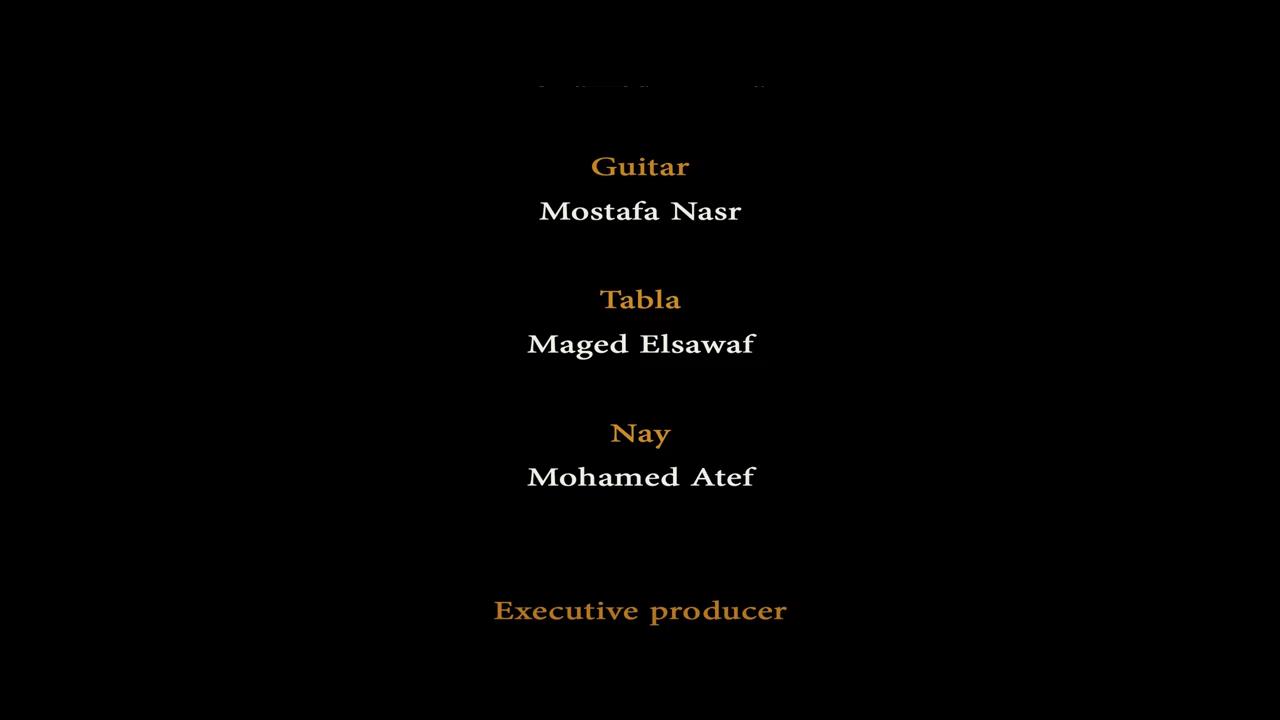 Guitar
Mostafa Nasr
Tabla
Maged Elsawaf
Nay
Mohamed Atef
Executive producer